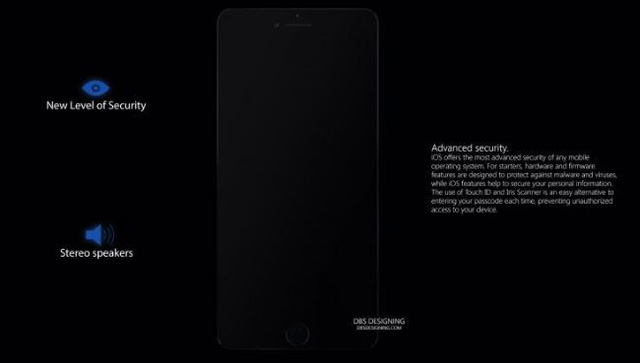 New Level of Security
Stereo speakers
Advanced security.
iOS offers the most advanced security of any mobile
operating system. For starters, hardware and firmware
features are designed to protect against malware and viruses,
while iOS features help to secure your personal information.
The use of Touch ID and Iris Scanner is an easy alternative to
entering your passcode each time, preventing unauthorized
access to your device.
DBS DESIGNING
DBSDESIGNING.COM